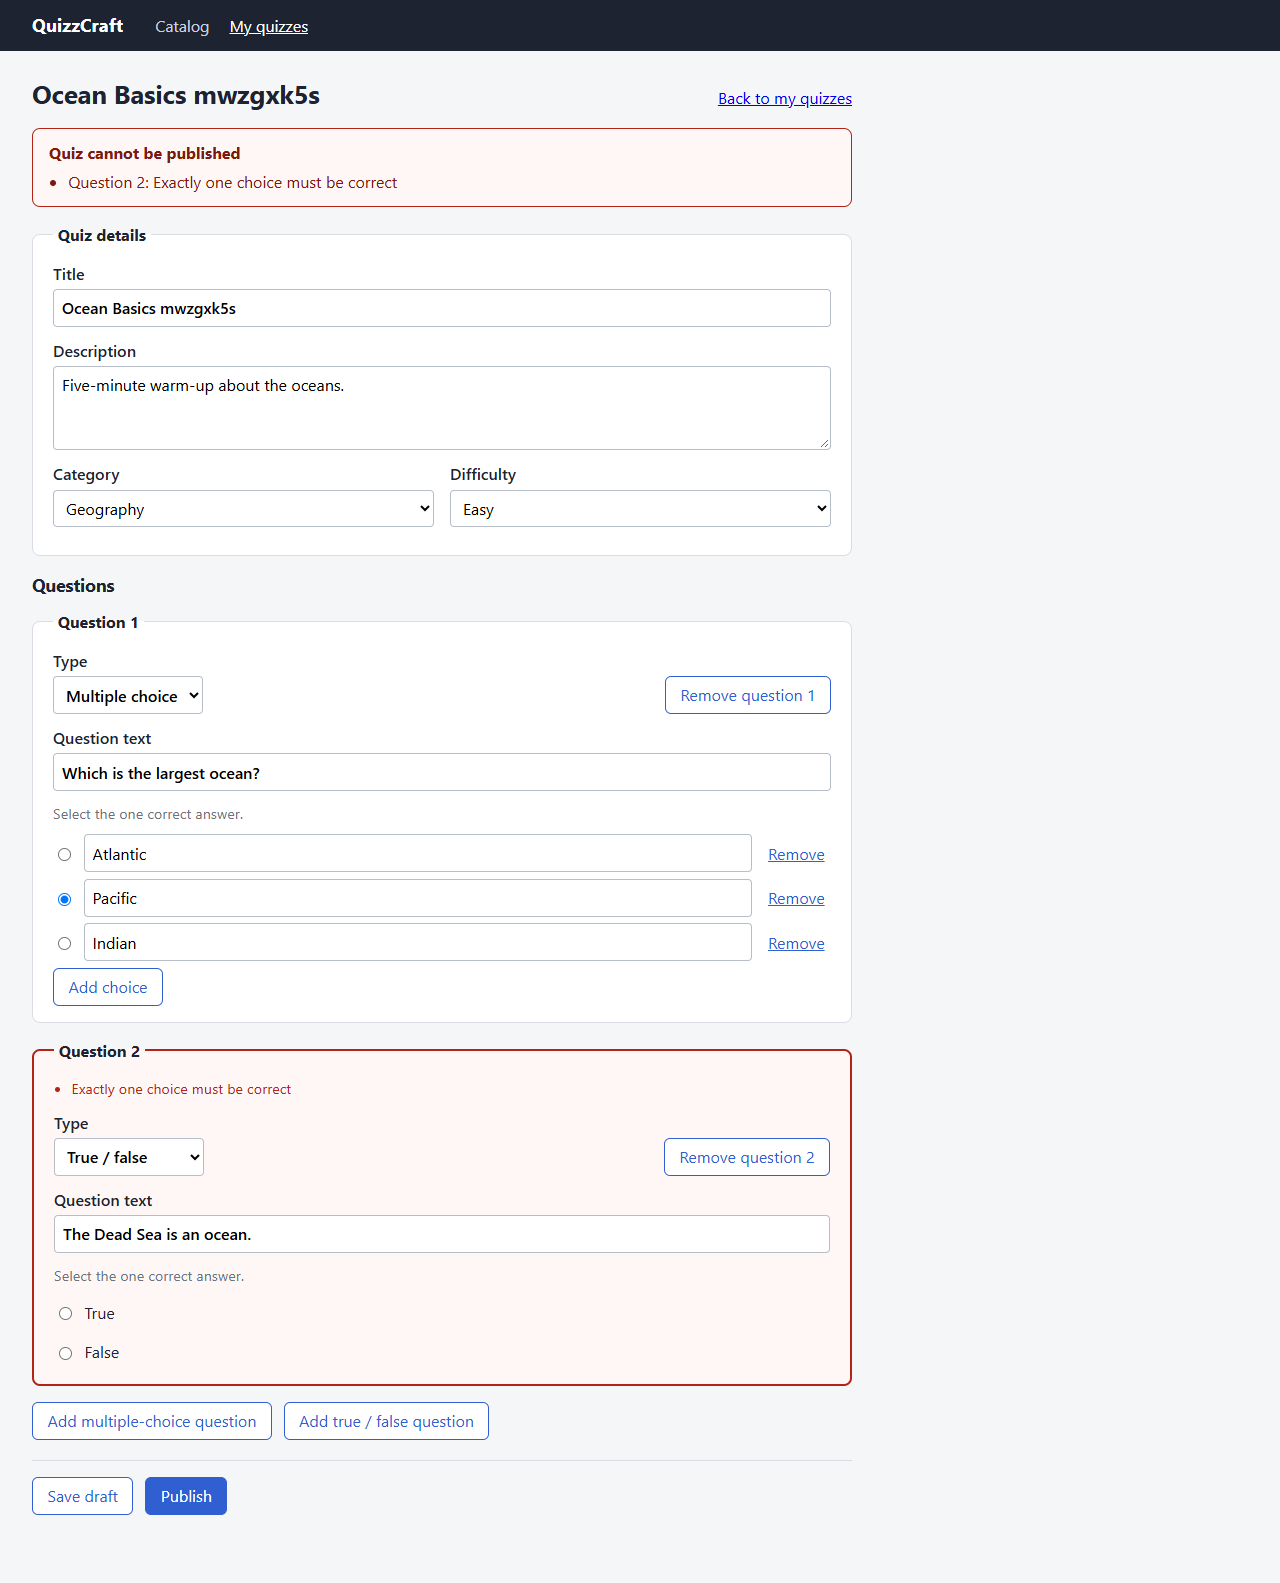 QuizzCraft Catalog My quizzes
Ocean Basics mwzgxk5s
Back to my quizzes
Quiz cannot be published
Question 2: Exactly one choice must be correct
Quiz details
Title
Ocean Basics mwzgxk5s
Description
Five-minute warm-up about the oceans.
Category Difficulty
Geography Easy
Questions
Question 1
Type
Multiple choice Remove question 1
Question text
Which is the largest ocean?
Select the one correct answer.
Atlantic Remove
Pacific Remove
Indian Remove
Add choice
Question 2
Exactly one choice must be correct
Type
True / false Remove question 2
Question text
The Dead Sea is an ocean.
Select the one correct answer.
True
False
Add multiple-choice question Add true / false question
Save draft Publish